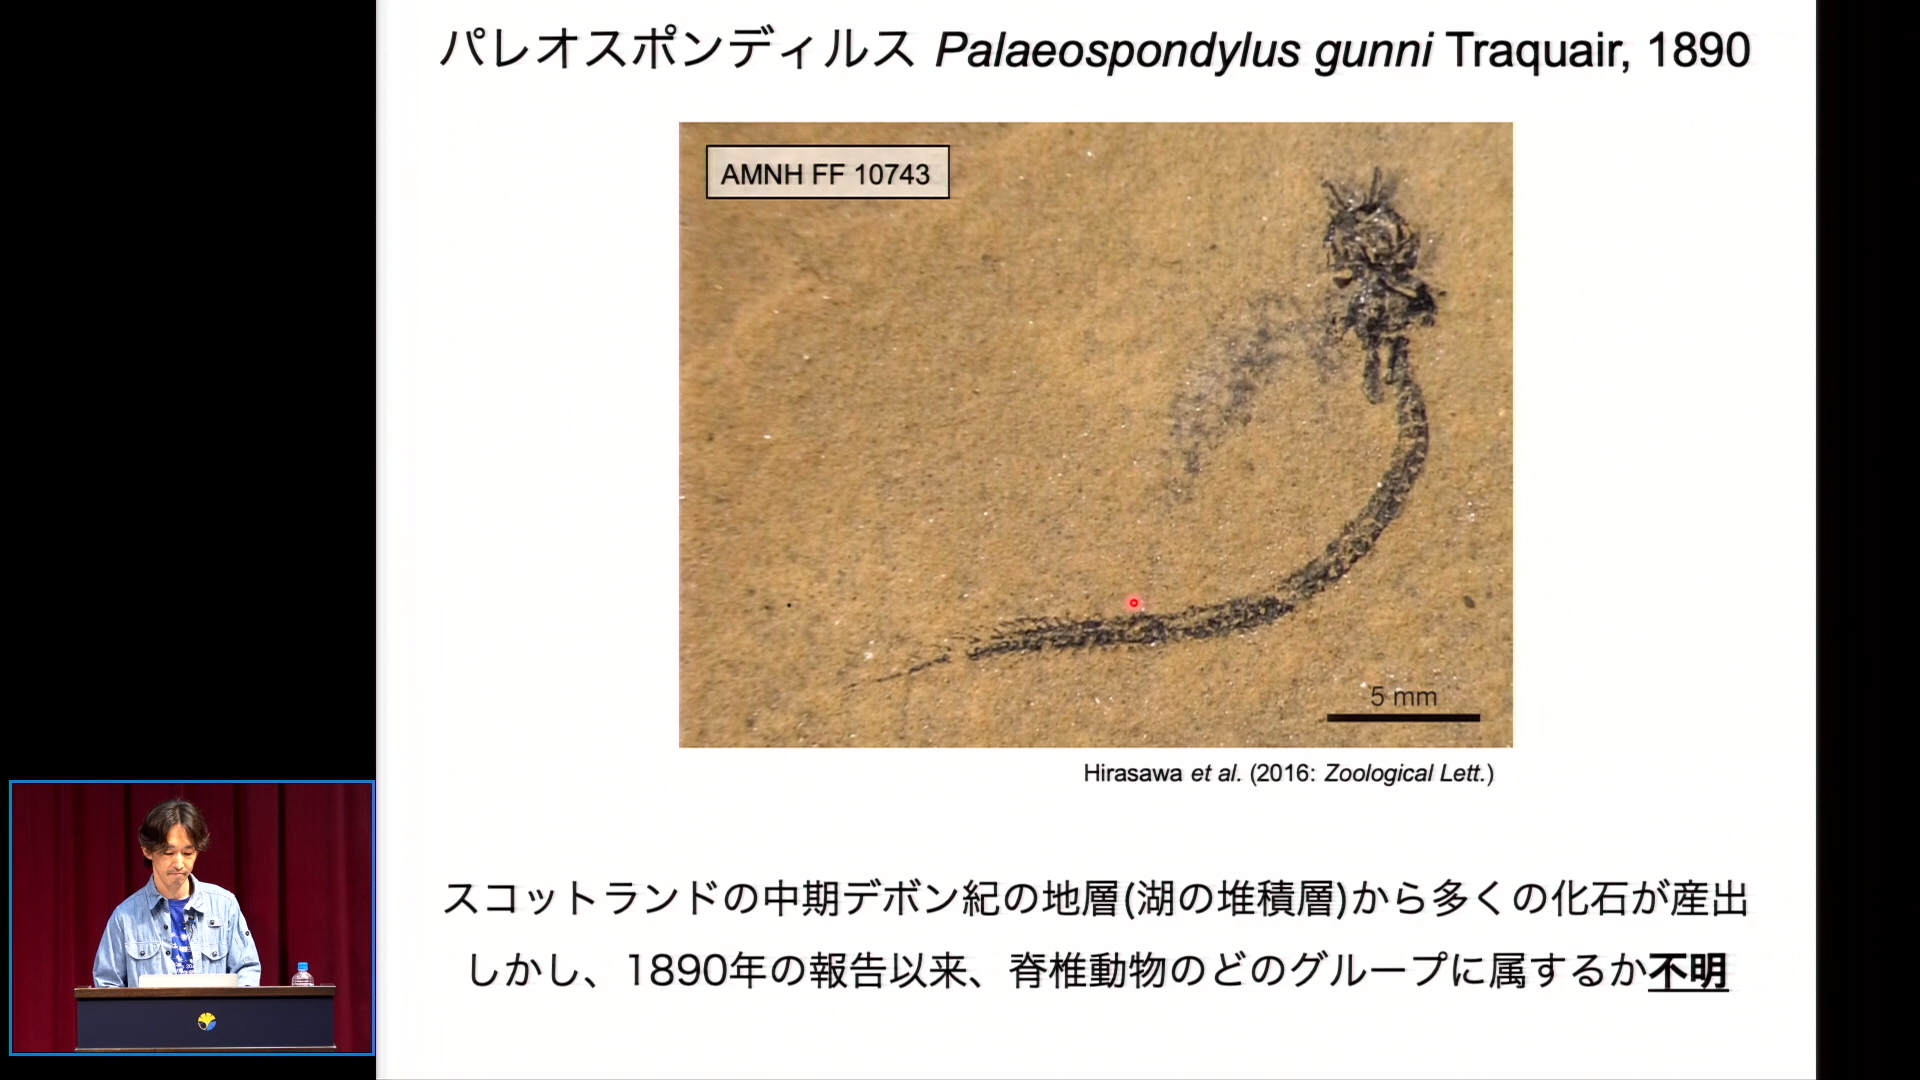 パレオスポンディルス Palaeospondylus gunni Traquair, 1890
AMNH FF 10743
5 mm
Hirasawa et al. (2016: Zoological Lett.)
スコットランドの中期デボン紀の地層(湖の堆積層)から多くの化石が産出
しかし、1890年の報告以来、脊椎動物のどのグループに属するか不明